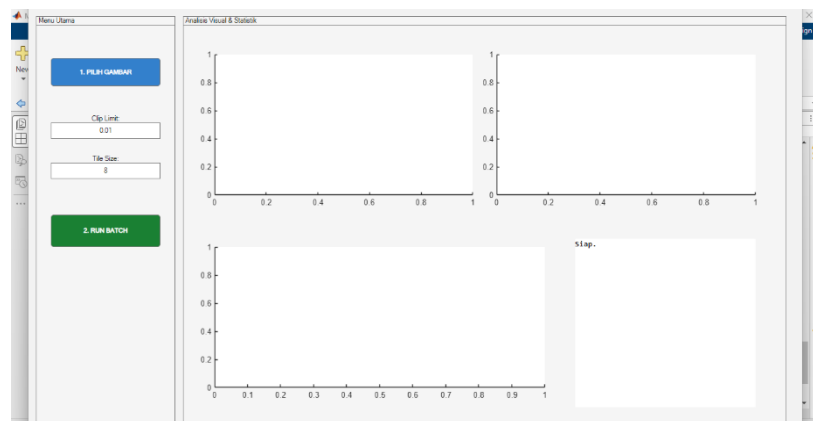 Menu Utama
Analisis Visual & Statistik
New
1. PILIH GAMBAR
Clip Limit:
0.01
Tile Size:
8
2. RUN BATCH
1
0.8
0.6
0.4
0.2
0
0 0.2 0.4 0.6 0.8 1
1
0.8
0.6
0.4
0.2
0
0 0.2 0.4 0.6 0.8 1
1
0.8
0.6
0.4
0.2
0
0 0.1 0.2 0.3 0.4 0.5 0.6 0.7 0.8 0.9 1
Siap.